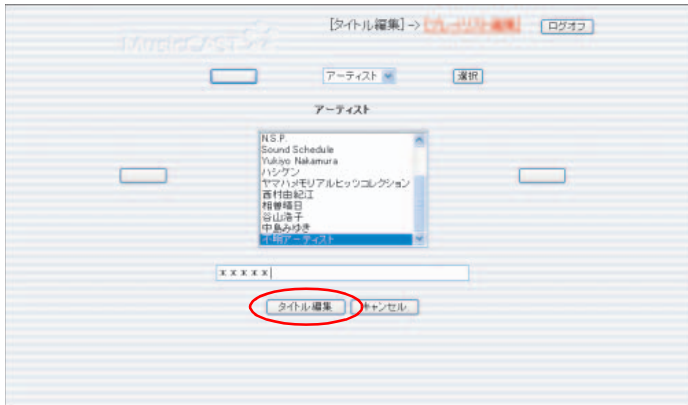 [タイトル編集] -> [プレイリスト編集]
ログオフ
MusicCAST
アーティスト
選択
アーティスト
N.S.P.
Sound Schedule
Yukiyo Nakamura
ハシケン
ヤマハメモリアルヒッツコレクション
西村由紀江
相曽晴日
谷山浩子
中島みゆき
不明アーティスト
xxxxx
タイトル編集
キャンセル